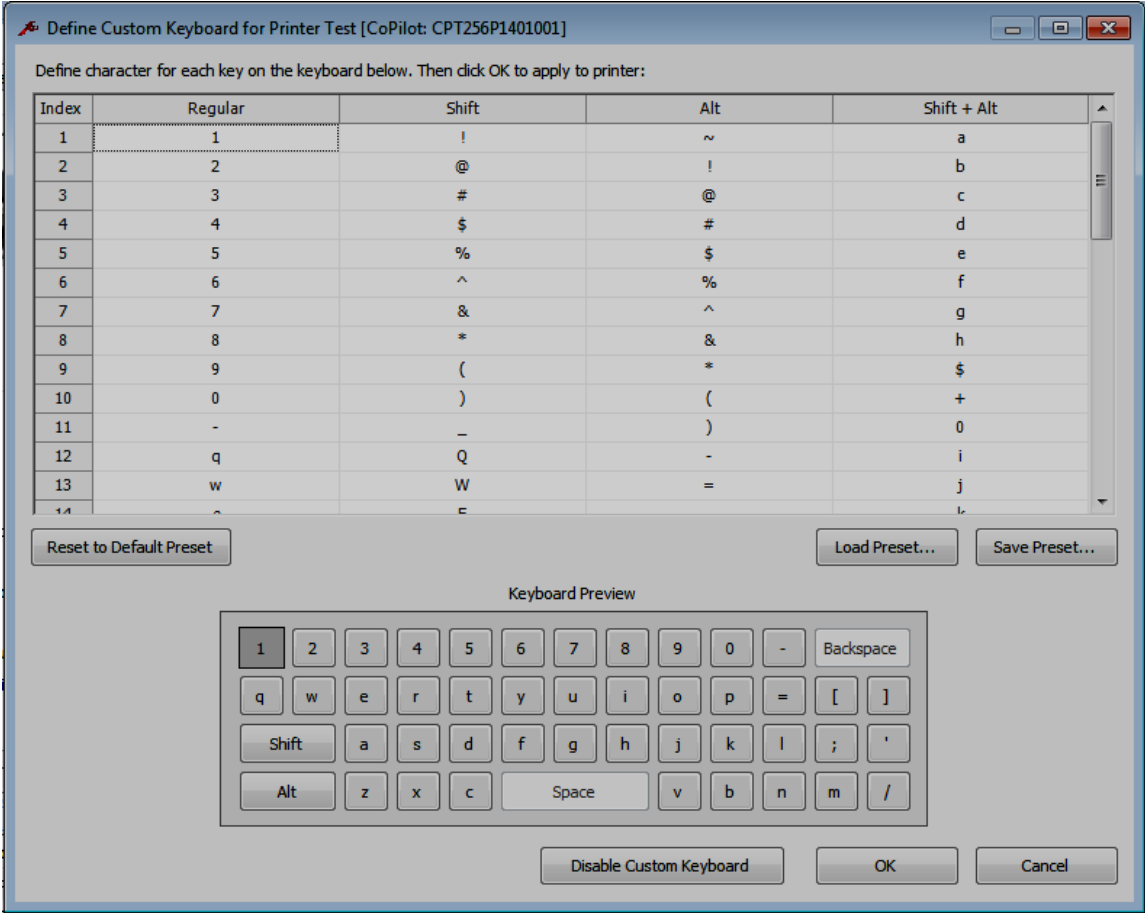 Define Custom Keyboard for Printer Test [CoPilot: CPT256P1401001]
Define character for each key on the keyboard below. Then click OK to apply to printer:
Index Regular Shift Alt Shift + Alt
1 1 ! ~ a
2 2 @ ! b
3 3 # @ c
4 4 $ # d
5 5 % $ e
6 6 ^ % f
7 7 & ^ g
8 8 * & h
9 9 ( * $
10 0 ) ( +
11 - _ ) 0
12 q Q - i
13 w W = j
14 e E k
Reset to Default Preset Load Preset... Save Preset...
Keyboard Preview
1 2 3 4 5 6 7 8 9 0 - Backspace
q w e r t y u i o p = [ ]
Shift a s d f g h j k l ; '
Alt z x c Space v b n m /
Disable Custom Keyboard OK Cancel